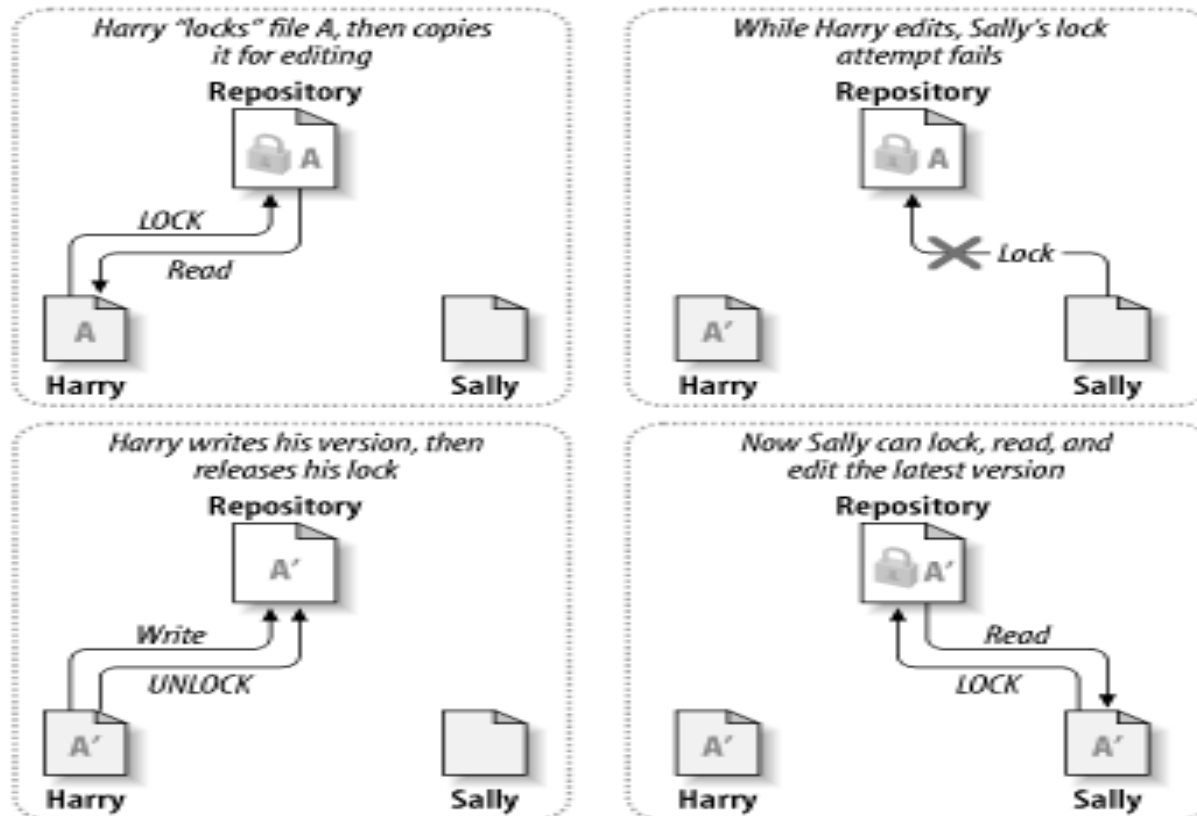 Harry “locks” file A, then copies
it for editing
Repository
A
LOCK
Read
A
Harry
Sally
While Harry edits, Sally’s lock
attempt fails
Repository
A
Lock
A′
Harry
Sally
Harry writes his version, then
releases his lock
Repository
A′
Write
UNLOCK
A′
Harry
Sally
Now Sally can lock, read, and
edit the latest version
Repository
A′
Read
LOCK
A′
A′
Harry
Sally